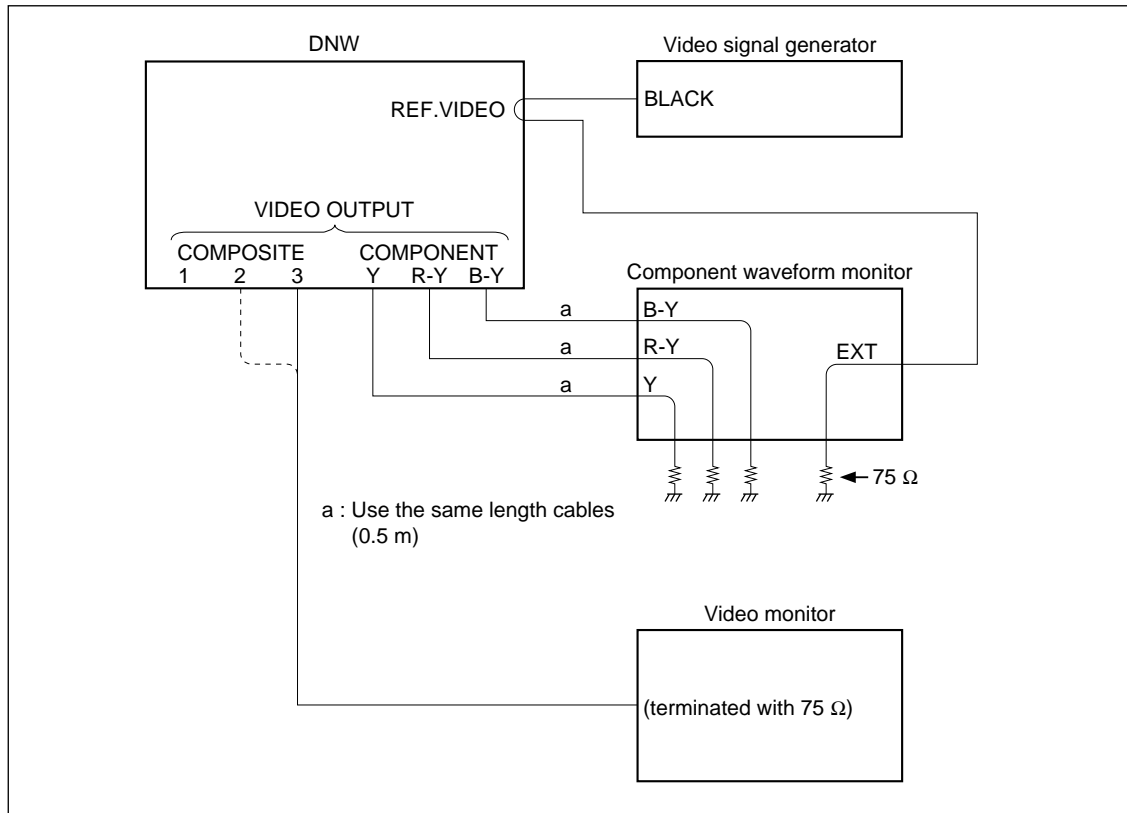 DNW
Video signal generator
REF.VIDEO
BLACK
VIDEO OUTPUT
COMPOSITE
COMPONENT
1 2 3 Y R-Y B-Y
Component waveform monitor
a
B-Y
a
R-Y
EXT
a
Y
75 Ω
a : Use the same length cables
(0.5 m)
Video monitor
(terminated with 75 Ω)